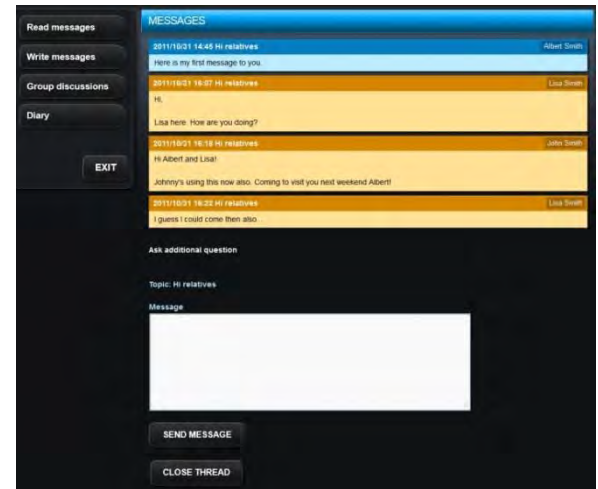 Read messages
Write messages
Group discussions
Diary
EXIT
MESSAGES
2011/10/31 14:45 Hi relatives Albert Smith
Here is my first message to you.
2011/10/31 16:07 Hi relatives Lisa Smith
Hi,
Lisa here. How are you doing?
2011/10/31 16:18 Hi relatives John Smith
Hi Albert and Lisa!
Johnny's using this now also. Coming to visit you next weekend Albert!
2011/10/31 16:22 Hi relatives Lisa Smith
I guess I could come then also...
Ask additional question
Topic: Hi relatives
Message
SEND MESSAGE
CLOSE THREAD